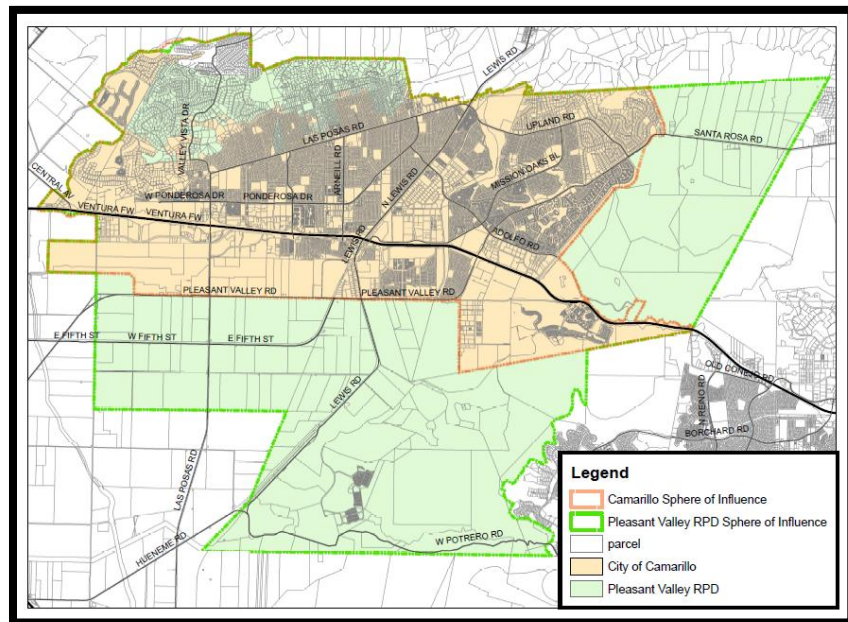 LEWIS RD
VALLEY VISTA DR
LAS POSAS RD
UPLAND RD
SANTA ROSA RD
ARNEILL RD
MISSION OAKS BL
CENTRAL AV
W PONDEROSA DR
PONDEROSA DR
N LEWIS RD
VENTURA FW
VENTURA FW
ADOLFO RD
LEWIS RD
PLEASANT VALLEY RD
PLEASANT VALLEY RD
E FIFTH ST
W FIFTH ST
E FIFTH ST
OLD CONEJO RD
LEWIS RD
N REINO RD
BORCHARD RD
LAS POSAS RD
HUENEME RD
W POTRERO RD
Legend
Camarillo Sphere of Influence
Pleasant Valley RPD Sphere of Influence
parcel
City of Camarillo
Pleasant Valley RPD